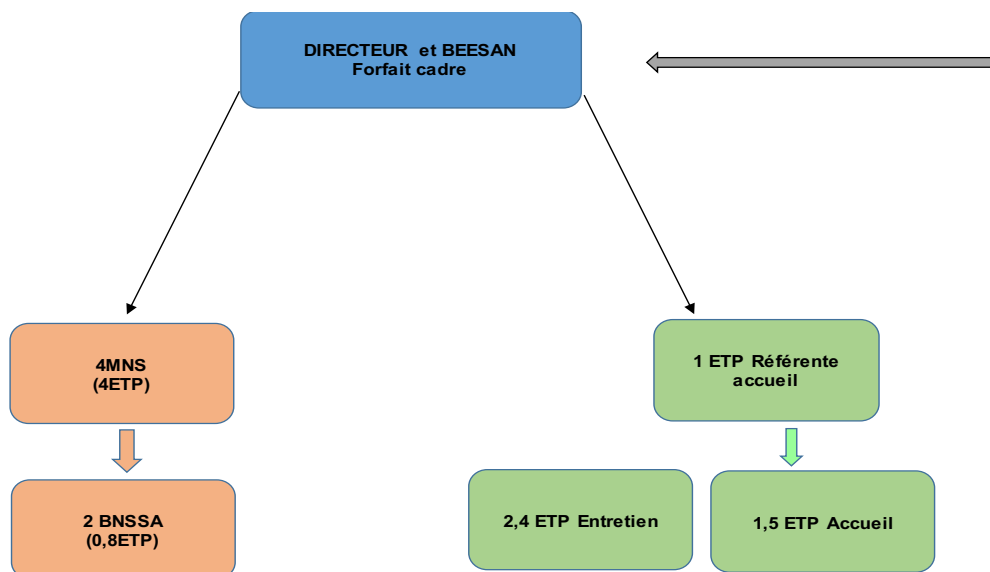 DIRECTEUR et BEESAN
Forfait cadre
4MNS
(4ETP)
1 ETP Référente
accueil
2 BNSSA
(0,8ETP)
2,4 ETP Entretien
1,5 ETP Accueil